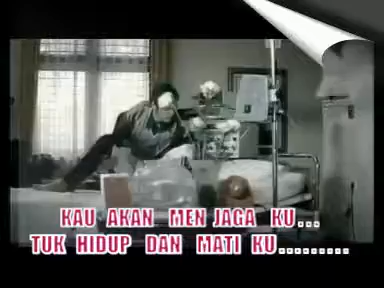 KAU AKAN MEN JAGA KU...
TUK HIDUP DAN MATI KU.........